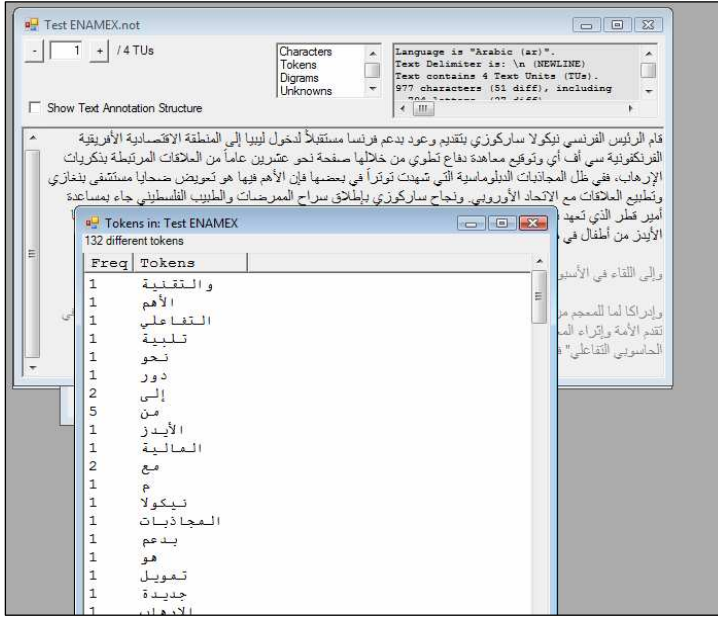 Test ENAMEX.not
- 1 + / 4 TUs
Characters
Tokens
Digrams
Unknowns
Language is "Arabic (ar)".
Text Delimiter is: \n (NEWLINE)
Text contains 4 Text Units (TUs).
977 characters (51 diff), including
Show Text Annotation Structure
قام الرئيس الفرنسي نيكولا ساركوزي بتقديم وعود بدعم فرنسا مستقبلاً لدخول ليبيا إلى المنطقة الاقتصادية الأفريقية
الفرنكفونية سي أف أي وتوقيع معاهدة دفاع تطوي من خلالها صفحة نحو عشرين عاماً من العلاقات المرتبطة بذكريات
الإرهاب، ففي ظل المجاذبات الدبلوماسية التي شهدت توتراً في بعضها فإن الأهم فيها هو تعويض ضحايا مستشفى بنغازي
وتطبيع العلاقات مع الاتحاد الأوروبي. ونجاح ساركوزي بإطلاق سراح الممرضات والطبيب الفلسطيني جاء بمساعدة
أمير قطر الذي تعهد
الأيدز من أطفال في
وإلى اللقاء في
وإدراكا لما للمعجم
في
تقدم الأمة وإثراء
الحاسوبي التفاعلي"
Tokens in: Test ENAMEX
132 different tokens
Freq Tokens
1 والتقنية
1 الأهم
1 التفاعلي
1 تلبية
1 نحو
1 دور
2 إلى
5 من
1 الأيدز
1 المالية
2 مع
1 م
1 نيكولا
1 المجاذبات
1 بدعم
1 هو
1 تمويل
1 جديدة
1 الإرهاب